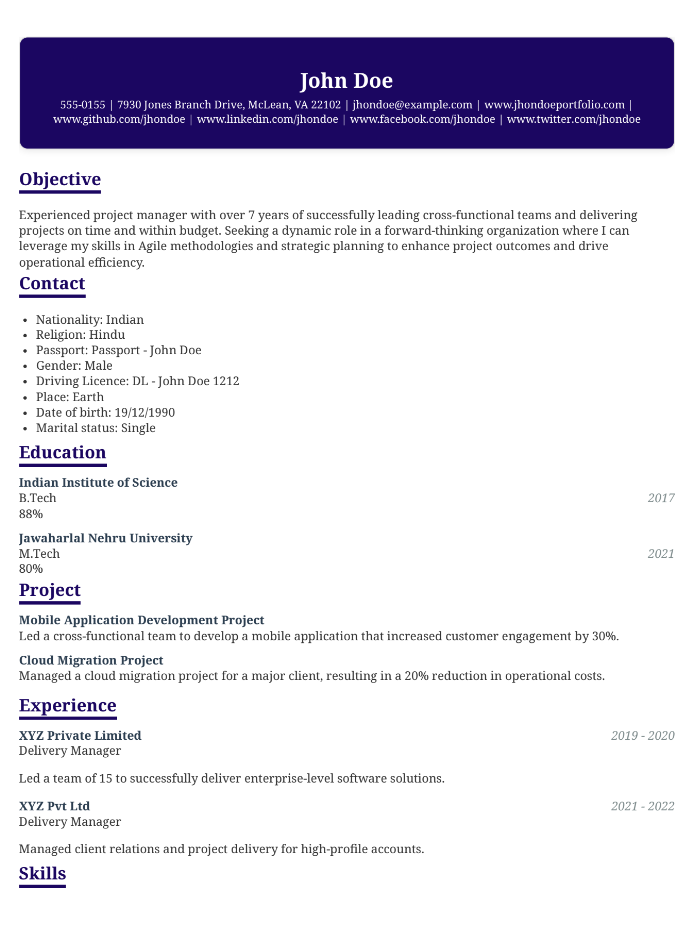 John Doe
555-0155 | 7930 Jones Branch Drive, McLean, VA 22102 | jhondoe@example.com | www.jhondoeportfolio.com |
www.github.com/jhondoe | www.linkedin.com/jhondoe | www.facebook.com/jhondoe | www.twitter.com/jhondoe
Objective
Experienced project manager with over 7 years of successfully leading cross-functional teams and delivering
projects on time and within budget. Seeking a dynamic role in a forward-thinking organization where I can
leverage my skills in Agile methodologies and strategic planning to enhance project outcomes and drive
operational efficiency.
Contact
• Nationality: Indian
• Religion: Hindu
• Passport: Passport - John Doe
• Gender: Male
• Driving Licence: DL - John Doe 1212
• Place: Earth
• Date of birth: 19/12/1990
• Marital status: Single
Education
Indian Institute of Science
B.Tech 2017
88%
Jawaharlal Nehru University
M.Tech 2021
80%
Project
Mobile Application Development Project
Led a cross-functional team to develop a mobile application that increased customer engagement by 30%.
Cloud Migration Project
Managed a cloud migration project for a major client, resulting in a 20% reduction in operational costs.
Experience
XYZ Private Limited 2019 - 2020
Delivery Manager
Led a team of 15 to successfully deliver enterprise-level software solutions.
XYZ Pvt Ltd 2021 - 2022
Delivery Manager
Managed client relations and project delivery for high-profile accounts.
Skills